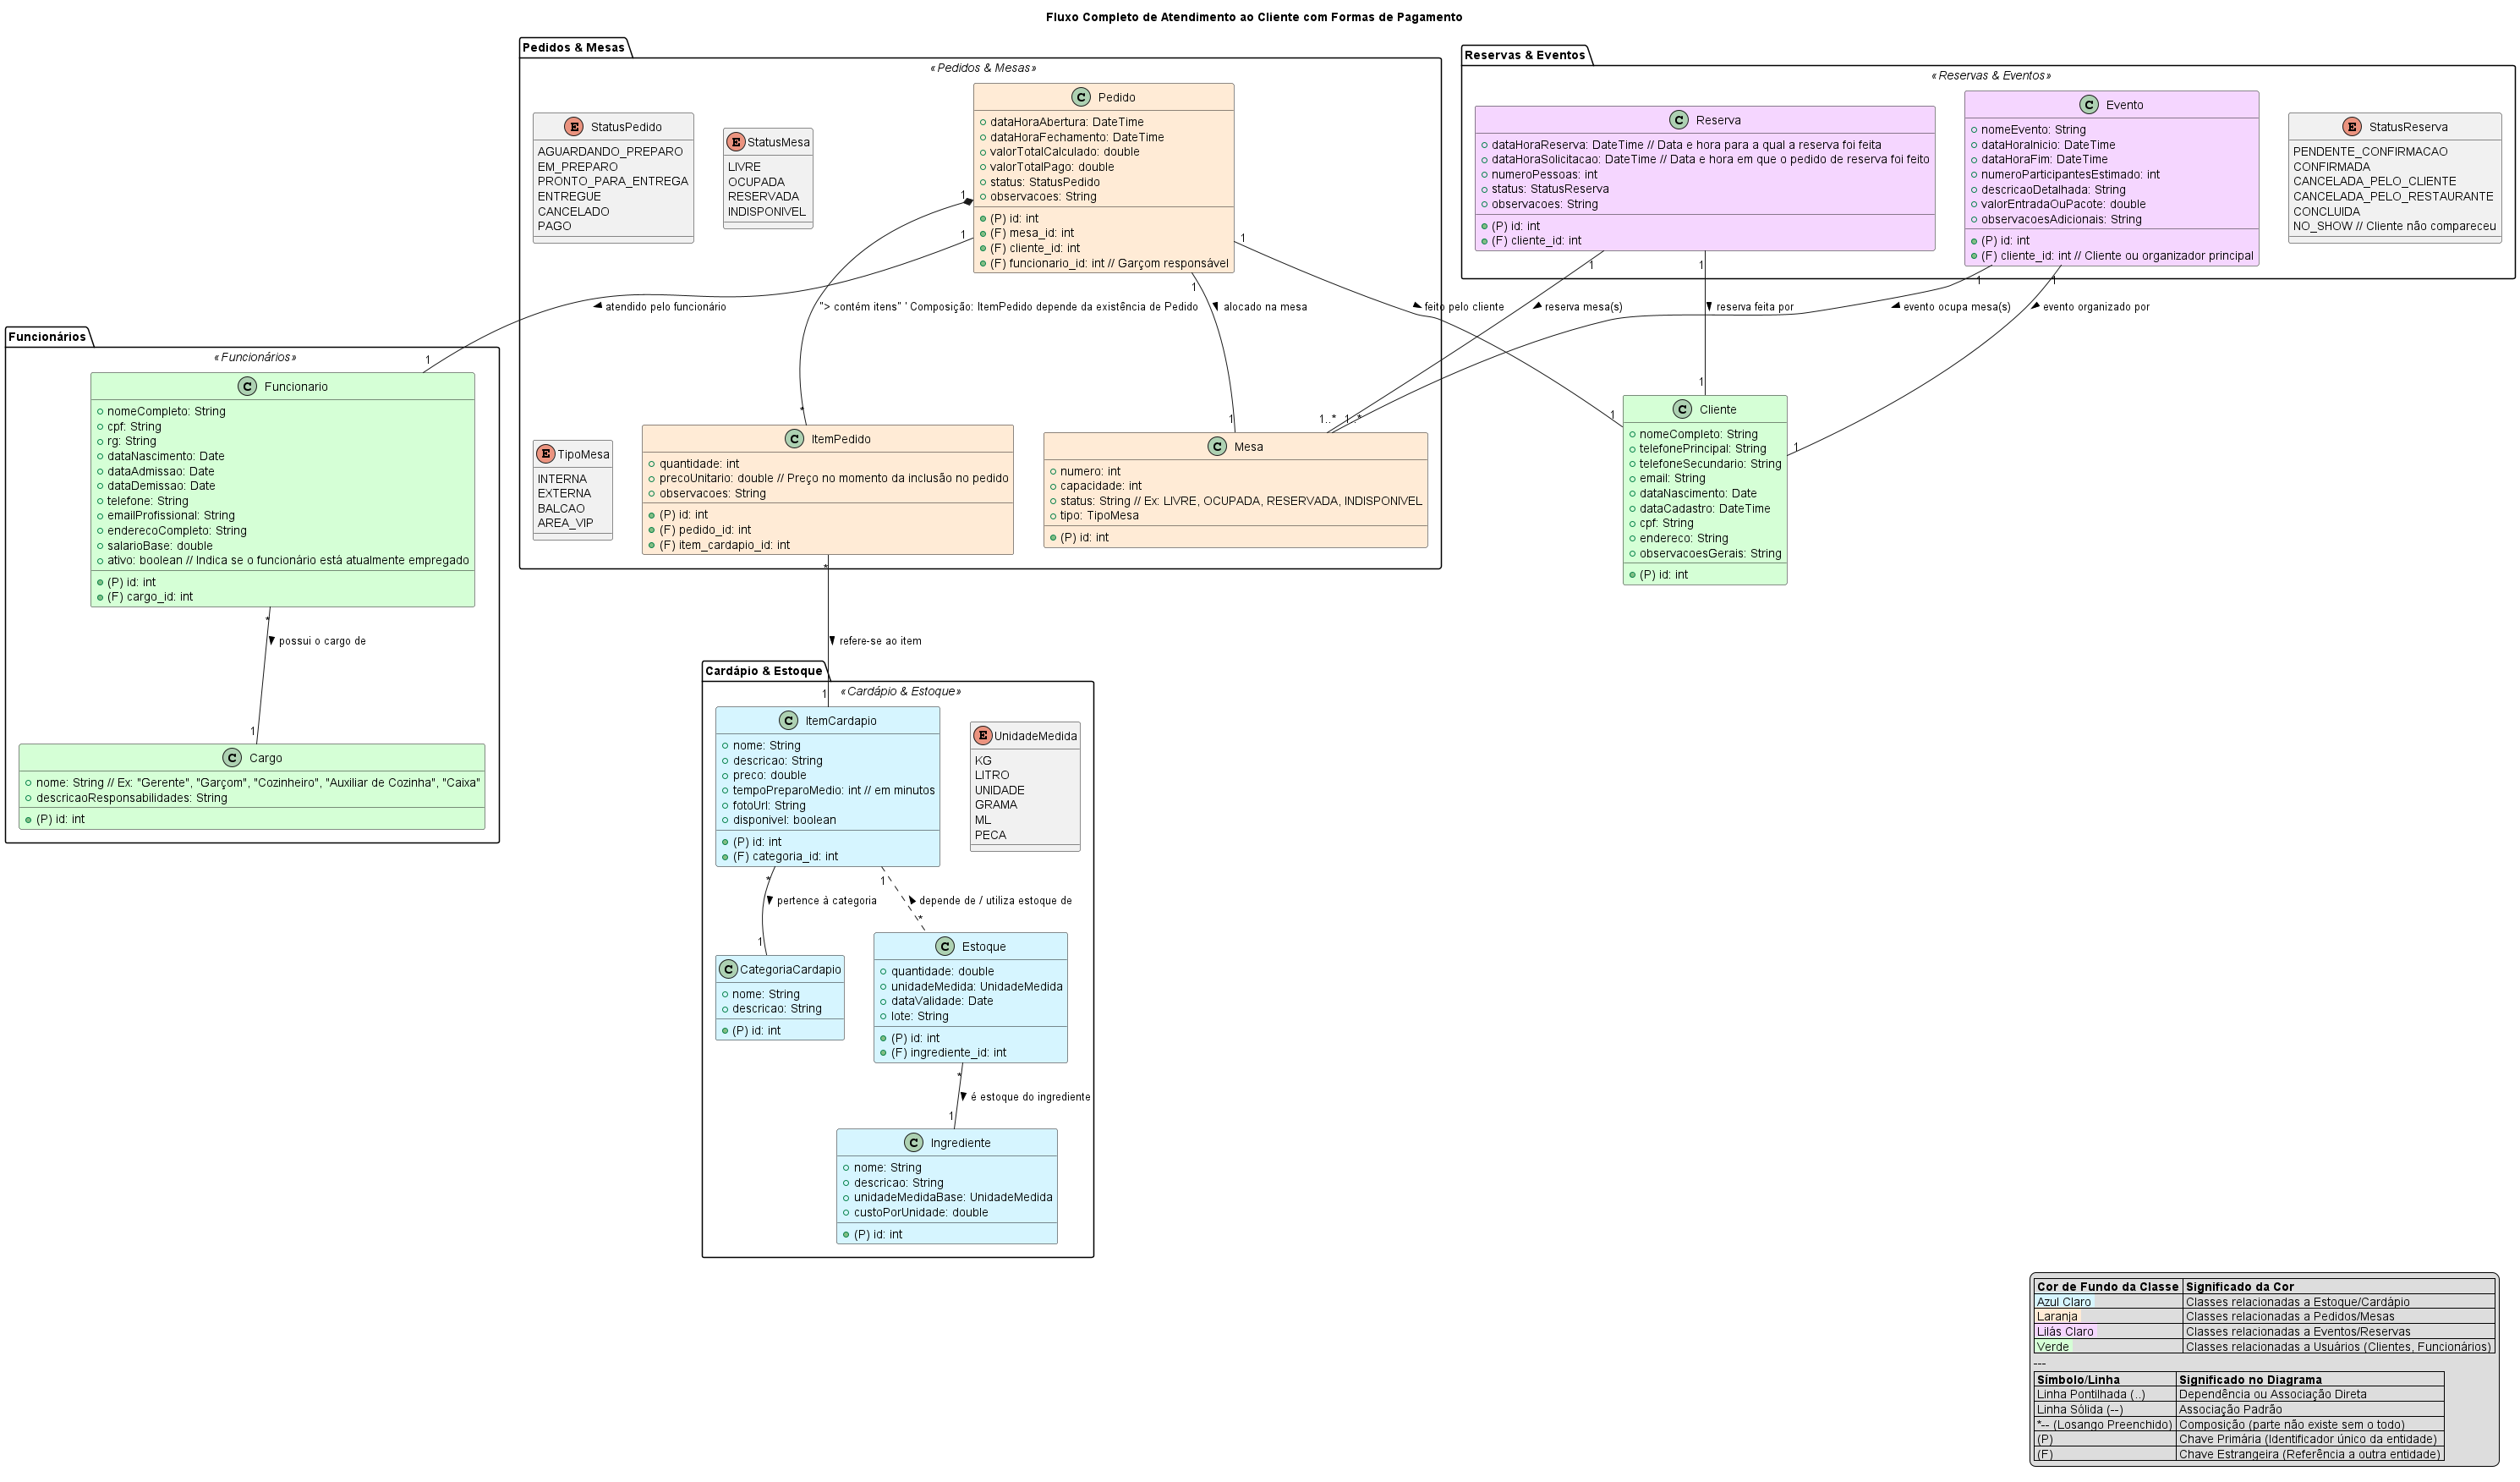 Fluxo Completo de Atendimento ao Cliente com Formas de Pagamento
Pedidos & Mesas
«Pedidos & Mesas»
StatusPedido
AGUARDANDO_PREPARO
EM_PREPARO
PRONTO_PARA_ENTREGA
ENTREGUE
CANCELADO
PAGO
StatusMesa
LIVRE
OCUPADA
RESERVADA
INDISPONIVEL
Pedido
dataHoraAbertura: DateTime
dataHoraFechamento: DateTime
valorTotalCalculado: double
valorTotalPago: double
status: StatusPedido
observacoes: String
(P) id: int
(F) mesa_id: int
(F) cliente_id: int
(F) funcionario_id: int // Garçom responsável
Reservas & Eventos
«Reservas & Eventos»
Reserva
dataHoraReserva: DateTime // Data e hora para a qual a reserva foi feita
dataHoraSolicitacao: DateTime // Data e hora em que o pedido de reserva foi feito
numeroPessoas: int
status: StatusReserva
observacoes: String
(P) id: int
(F) cliente_id: int
Evento
nomeEvento: String
dataHoraInicio: DateTime
dataHoraFim: DateTime
numeroParticipantesEstimado: int
descricaoDetalhada: String
valorEntradaOuPacote: double
observacoesAdicionais: String
(P) id: int
(F) cliente_id: int // Cliente ou organizador principal
StatusReserva
PENDENTE_CONFIRMACAO
CONFIRMADA
CANCELADA_PELO_CLIENTE
CANCELADA_PELO_RESTAURANTE
CONCLUIDA
NO_SHOW // Cliente não compareceu
1
1
1
1
1
1
1
1
atendido pelo funcionário
"> contém itens" ' Composição: ItemPedido depende da existência de Pedido
alocado na mesa
feito pelo cliente
reserva mesa(s)
reserva feita por
evento ocupa mesa(s)
evento organizado por
1
*
1
1..*
1..*
1
1
1
Funcionários
«Funcionários»
Funcionario
nomeCompleto: String
cpf: String
rg: String
dataNascimento: Date
dataAdmissao: Date
dataDemissao: Date
telefone: String
emailProfissional: String
enderecoCompleto: String
salarioBase: double
ativo: boolean // Indica se o funcionário está atualmente empregado
(P) id: int
(F) cargo_id: int
TipoMesa
INTERNA
EXTERNA
BALCAO
AREA_VIP
ItemPedido
quantidade: int
precoUnitario: double // Preço no momento da inclusão no pedido
observacoes: String
(P) id: int
(F) pedido_id: int
(F) item_cardapio_id: int
Mesa
numero: int
capacidade: int
status: String // Ex: LIVRE, OCUPADA, RESERVADA, INDISPONIVEL
tipo: TipoMesa
(P) id: int
Cliente
nomeCompleto: String
telefonePrincipal: String
telefoneSecundario: String
email: String
dataNascimento: Date
dataCadastro: DateTime
cpf: String
endereco: String
observacoesGerais: String
(P) id: int
*
possui o cargo de
1
*
refere-se ao item
1
Cargo
nome: String // Ex: "Gerente", "Garçom", "Cozinheiro", "Auxiliar de Cozinha", "Caixa"
descricaoResponsabilidades: String
(P) id: int
Cardápio & Estoque
«Cardápio & Estoque»
ItemCardapio
nome: String
descricao: String
preco: double
tempoPreparoMedio: int // em minutos
fotoUrl: String
disponivel: boolean
(P) id: int
(F) categoria_id: int
UnidadeMedida
KG
LITRO
UNIDADE
GRAMA
ML
PECA
*
pertence à categoria
1
1
depende de / utiliza estoque de
*
CategoriaCardapio
nome: String
descricao: String
(P) id: int
Estoque
quantidade: double
unidadeMedida: UnidadeMedida
dataValidade: Date
lote: String
(P) id: int
(F) ingrediente_id: int
*
é estoque do ingrediente
1
Ingrediente
nome: String
descricao: String
unidadeMedidaBase: UnidadeMedida
custoPorUnidade: double
(P) id: int
Cor de Fundo da Classe Significado da Cor
Azul Claro Classes relacionadas a Estoque/Cardápio
Laranja Classes relacionadas a Pedidos/Mesas
Lilás Claro Classes relacionadas a Eventos/Reservas
Verde Classes relacionadas a Usuários (Clientes, Funcionários)
---
Símbolo/Linha Significado no Diagrama
Linha Pontilhada (..) Dependência ou Associação Direta
Linha Sólida (--) Associação Padrão
*-- (Losango Preenchido) Composição (parte não existe sem o todo)
(P) Chave Primária (Identificador único da entidade)
(F) Chave Estrangeira (Referência a outra entidade)